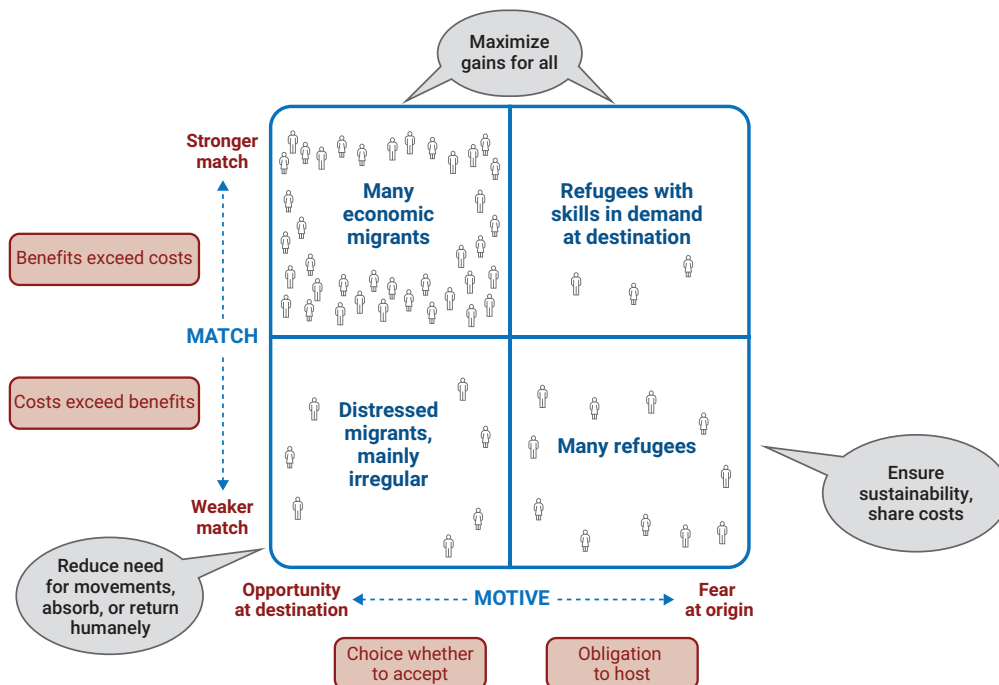 Maximize
gains for all
Stronger
match
Many
economic
migrants
Refugees with
skills in demand
at destination
Benefits exceed costs
MATCH
Costs exceed benefits
Distressed
migrants,
mainly
irregular
Many refugees
Ensure
sustainability,
share costs
Weaker
match
Reduce need
for movements,
absorb, or return
humanely
Opportunity
at destination
MOTIVE
Fear
at origin
Choice whether
to accept
Obligation
to host